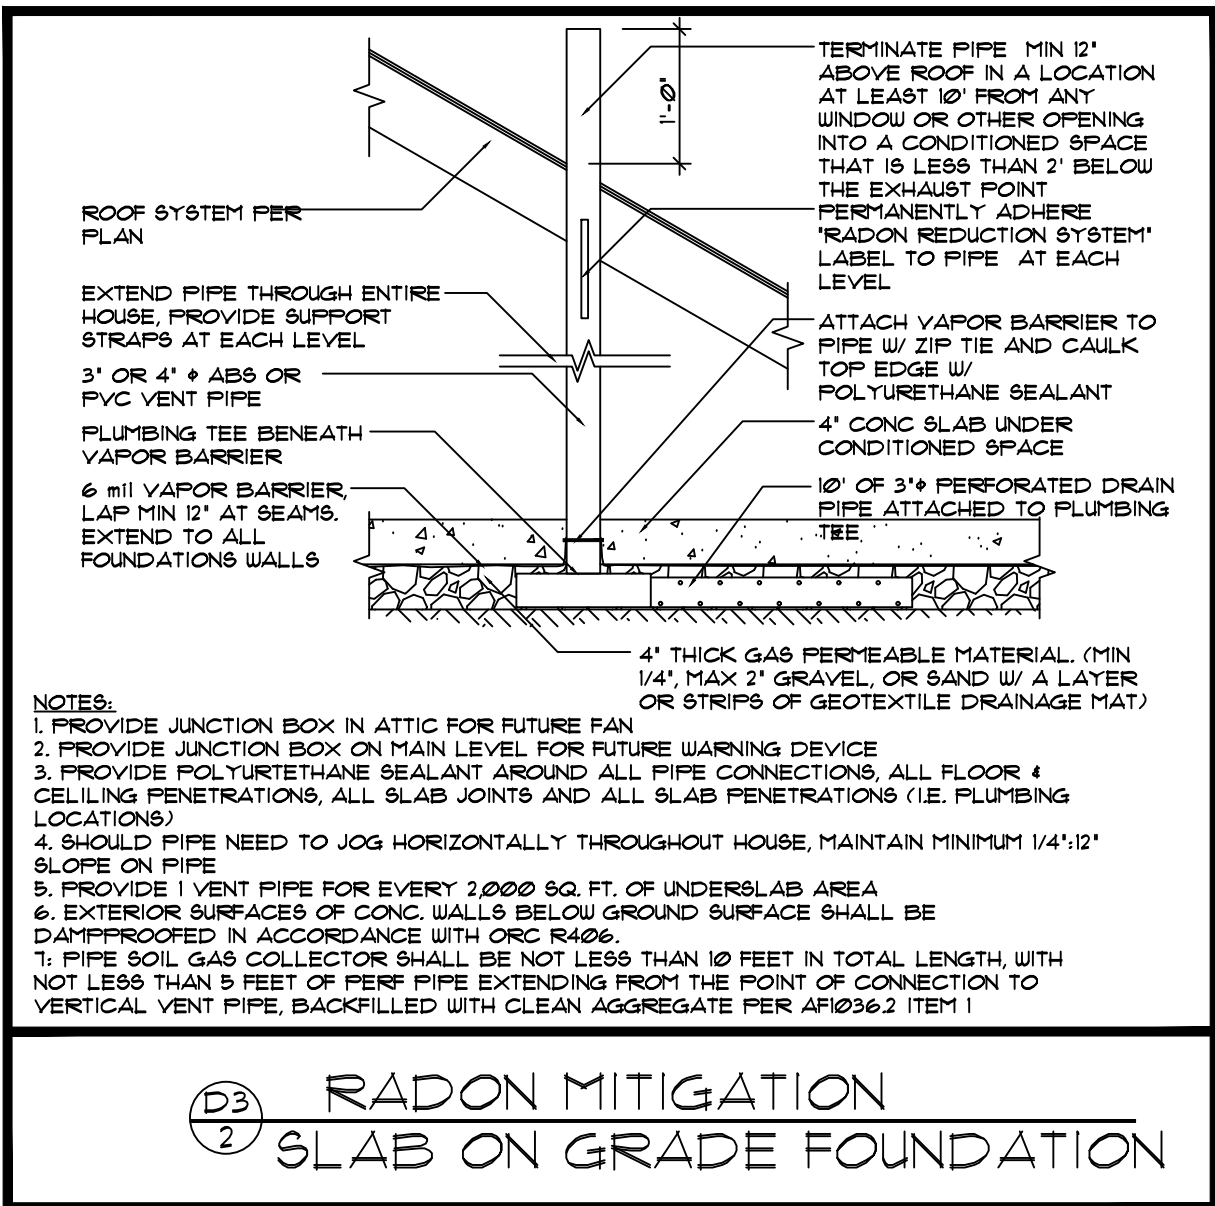 TERMINATE PIPE MIN 12"
ABOVE ROOF IN A LOCATION
AT LEAST 10' FROM ANY
WINDOW OR OTHER OPENING
INTO A CONDITIONED SPACE
THAT IS LESS THAN 2' BELOW
THE EXHAUST POINT
1'-0"
PERMANENTLY ADHERE
"RADON REDUCTION SYSTEM"
LABEL TO PIPE AT EACH
LEVEL
ROOF SYSTEM PER
PLAN
EXTEND PIPE THROUGH ENTIRE
HOUSE, PROVIDE SUPPORT
STRAPS AT EACH LEVEL
ATTACH VAPOR BARRIER TO
PIPE W/ ZIP TIE AND CAULK
TOP EDGE W/
POLYURETHANE SEALANT
3" OR 4" ⌀ ABS OR
PVC VENT PIPE
4" CONC SLAB UNDER
CONDITIONED SPACE
PLUMBING TEE BENEATH
VAPOR BARRIER
10' OF 3"⌀ PERFORATED DRAIN
PIPE ATTACHED TO PLUMBING
TEE
6 mil VAPOR BARRIER,
LAP MIN 12" AT SEAMS.
EXTEND TO ALL
FOUNDATIONS WALLS
4" THICK GAS PERMEABLE MATERIAL. (MIN
1/4", MAX 2" GRAVEL, OR SAND W/ A LAYER
OR STRIPS OF GEOTEXTILE DRAINAGE MAT)
NOTES:
1. PROVIDE JUNCTION BOX IN ATTIC FOR FUTURE FAN
2. PROVIDE JUNCTION BOX ON MAIN LEVEL FOR FUTURE WARNING DEVICE
3. PROVIDE POLYURTETHANE SEALANT AROUND ALL PIPE CONNECTIONS, ALL FLOOR &
CELILING PENETRATIONS, ALL SLAB JOINTS AND ALL SLAB PENETRATIONS (I.E. PLUMBING
LOCATIONS)
4. SHOULD PIPE NEED TO JOG HORIZONTALLY THROUGHOUT HOUSE, MAINTAIN MINIMUM 1/4":12"
SLOPE ON PIPE
5. PROVIDE 1 VENT PIPE FOR EVERY 2,000 SQ. FT. OF UNDERSLAB AREA
6. EXTERIOR SURFACES OF CONC. WALLS BELOW GROUND SURFACE SHALL BE
DAMPPROOFED IN ACCORDANCE WITH ORC R406.
7: PIPE SOIL GAS COLLECTOR SHALL BE NOT LESS THAN 10 FEET IN TOTAL LENGTH, WITH
NOT LESS THAN 5 FEET OF PERF PIPE EXTENDING FROM THE POINT OF CONNECTION TO
VERTICAL VENT PIPE, BACKFILLED WITH CLEAN AGGREGATE PER AF1036.2 ITEM 1
D3
2
RADON MITIGATION
SLAB ON GRADE FOUNDATION